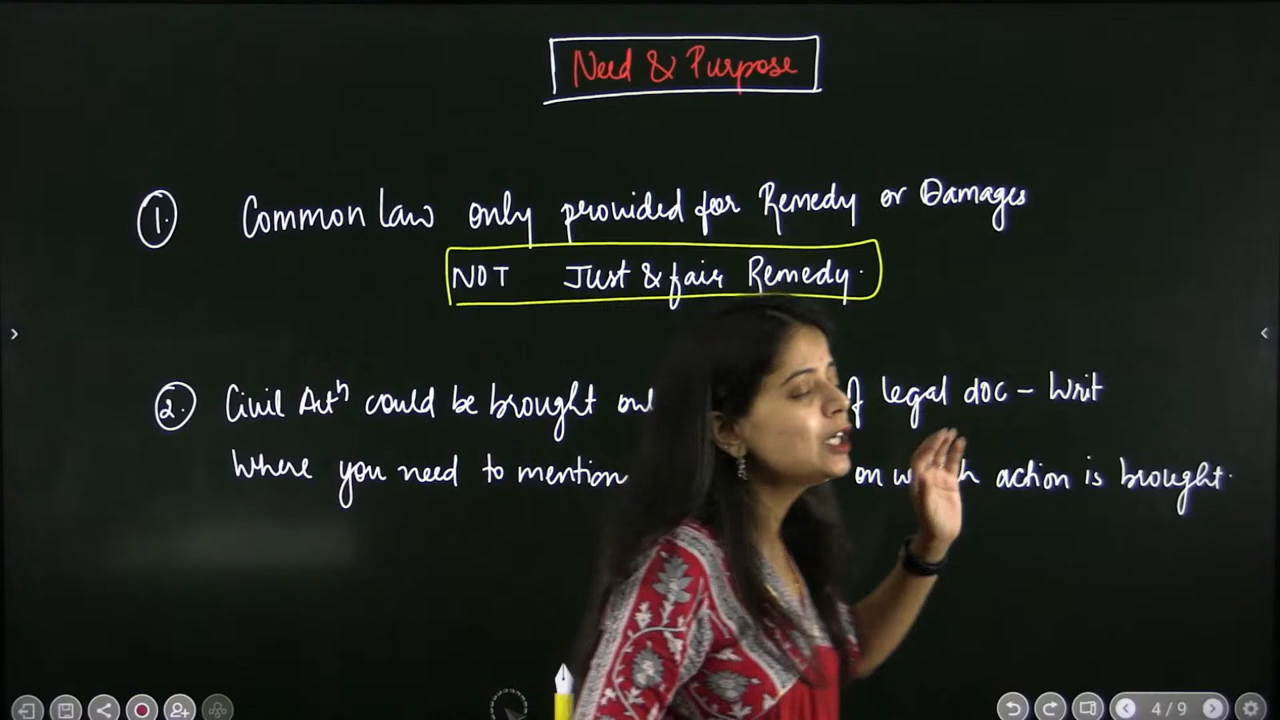 Need & Purpose
1. Common Law only provided for Remedy or Damages
NOT Just & fair Remedy.
2. Civil Actn could be brought of legal doc - Writ
Where you need to mention on action is brought.
4/9